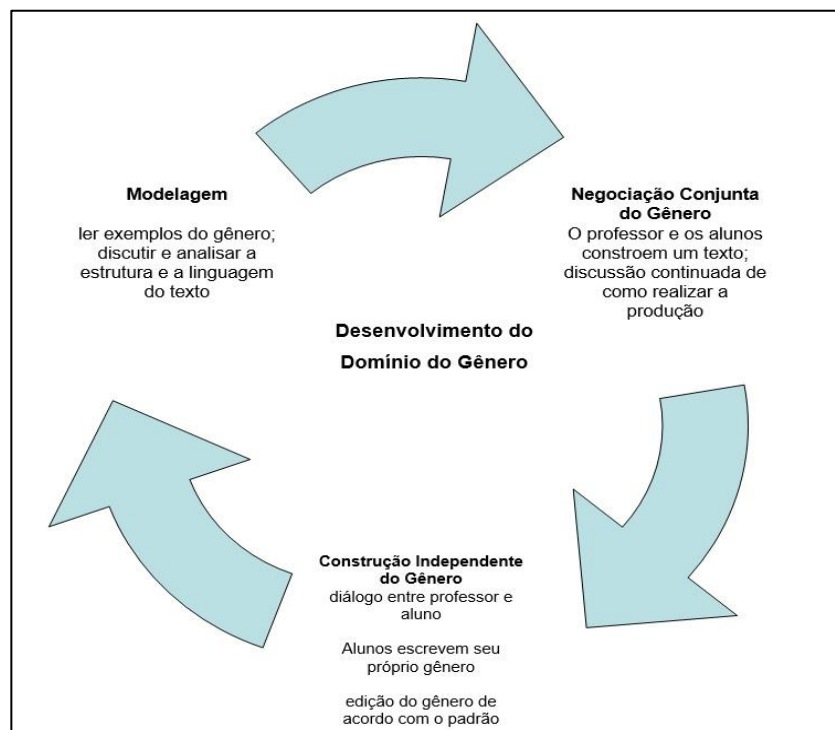 Modelagem
ler exemplos do gênero;
discutir e analisar a
estrutura e a linguagem
do texto
Negociação Conjunta
do Gênero
O professor e os alunos
constroem um texto;
discussão continuada de
como realizar a
produção
Desenvolvimento do
Domínio do Gênero
Construção Independente
do Gênero
diálogo entre professor e
aluno
Alunos escrevem seu
próprio gênero
edição do gênero de
acordo com o padrão